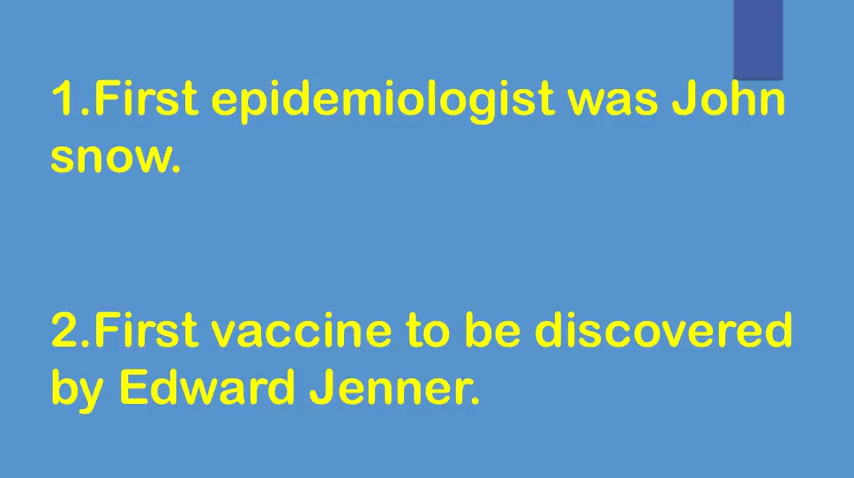 1.First epidemiologist was John
snow.
2.First vaccine to be discovered
by Edward Jenner.